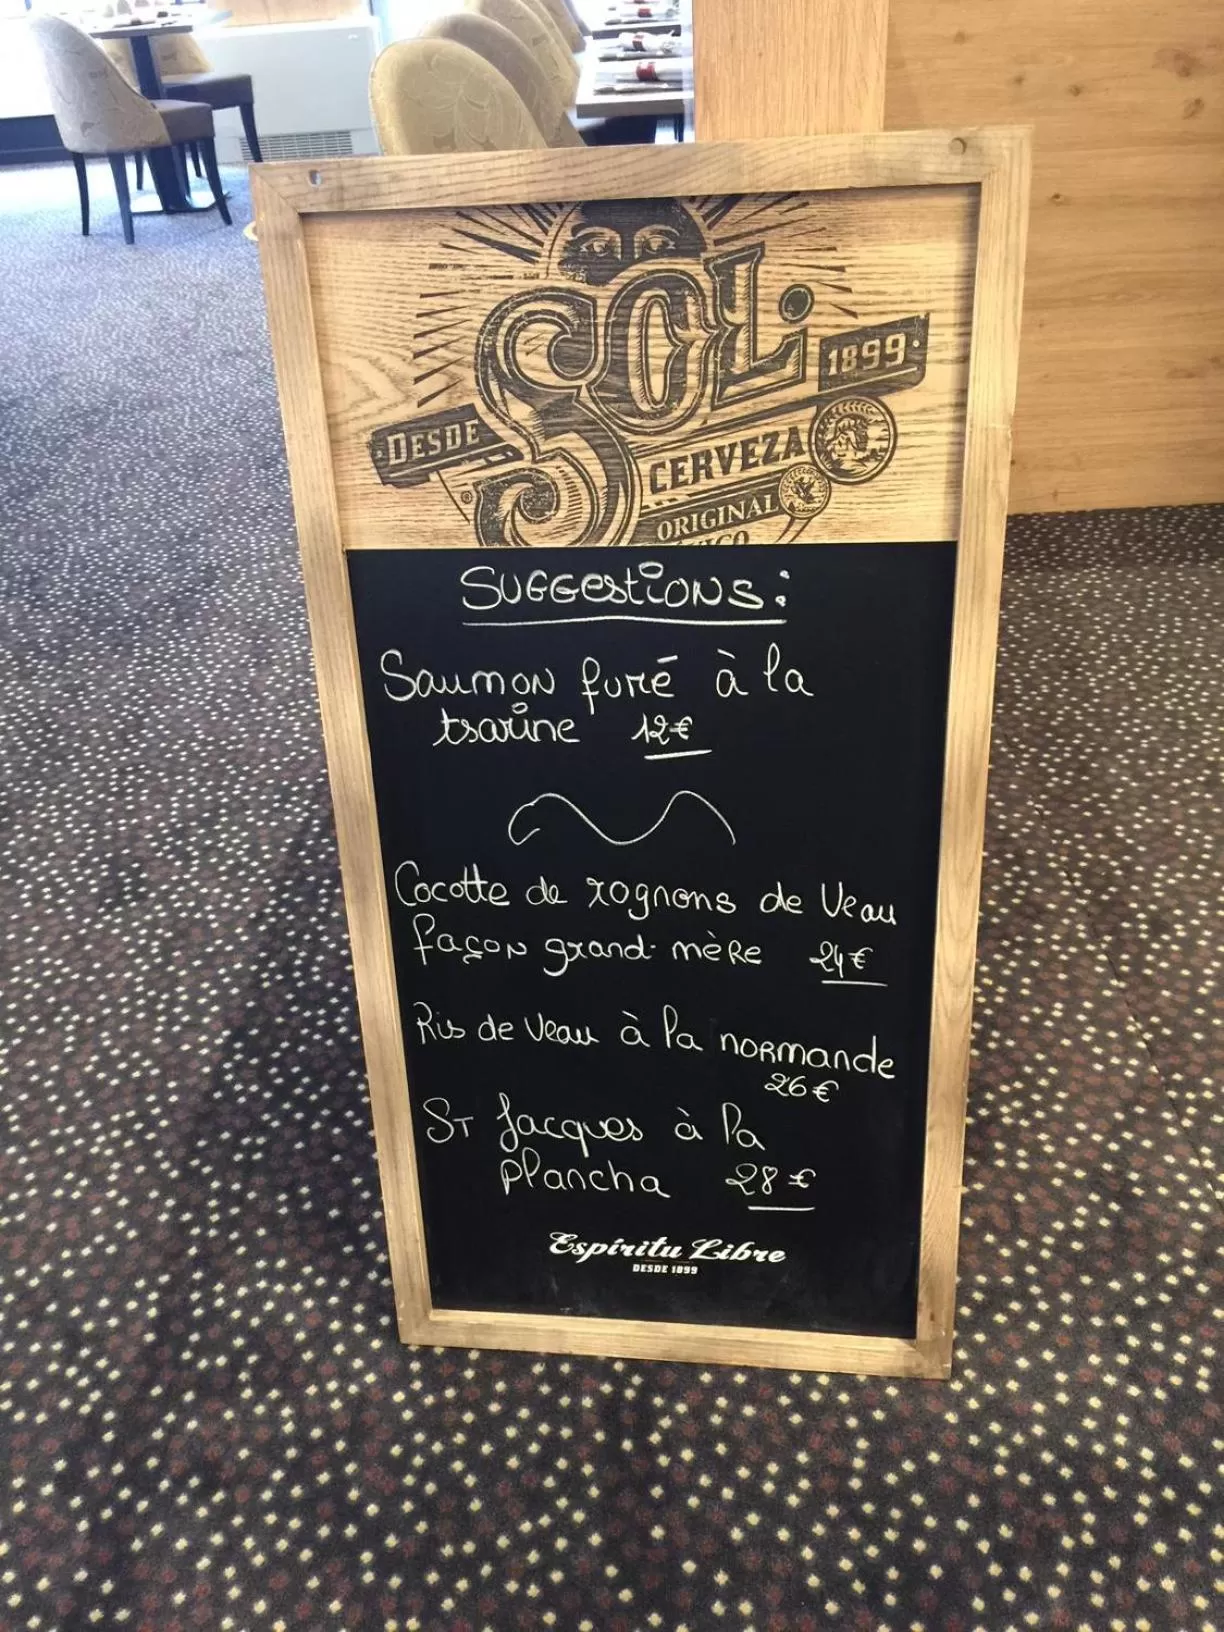 SOL.
DESDE
1899
CERVEZA
ORIGINAL
SUGGestIONS:
Saumon fumé à la
tsarine 12€
Cocotte de rognons de Veau
façon grand-mère 24€
Ris de Veau à la normande
26€
ST Jacques à la
plancha 28€
Espíritu Libre
DESDE 1899